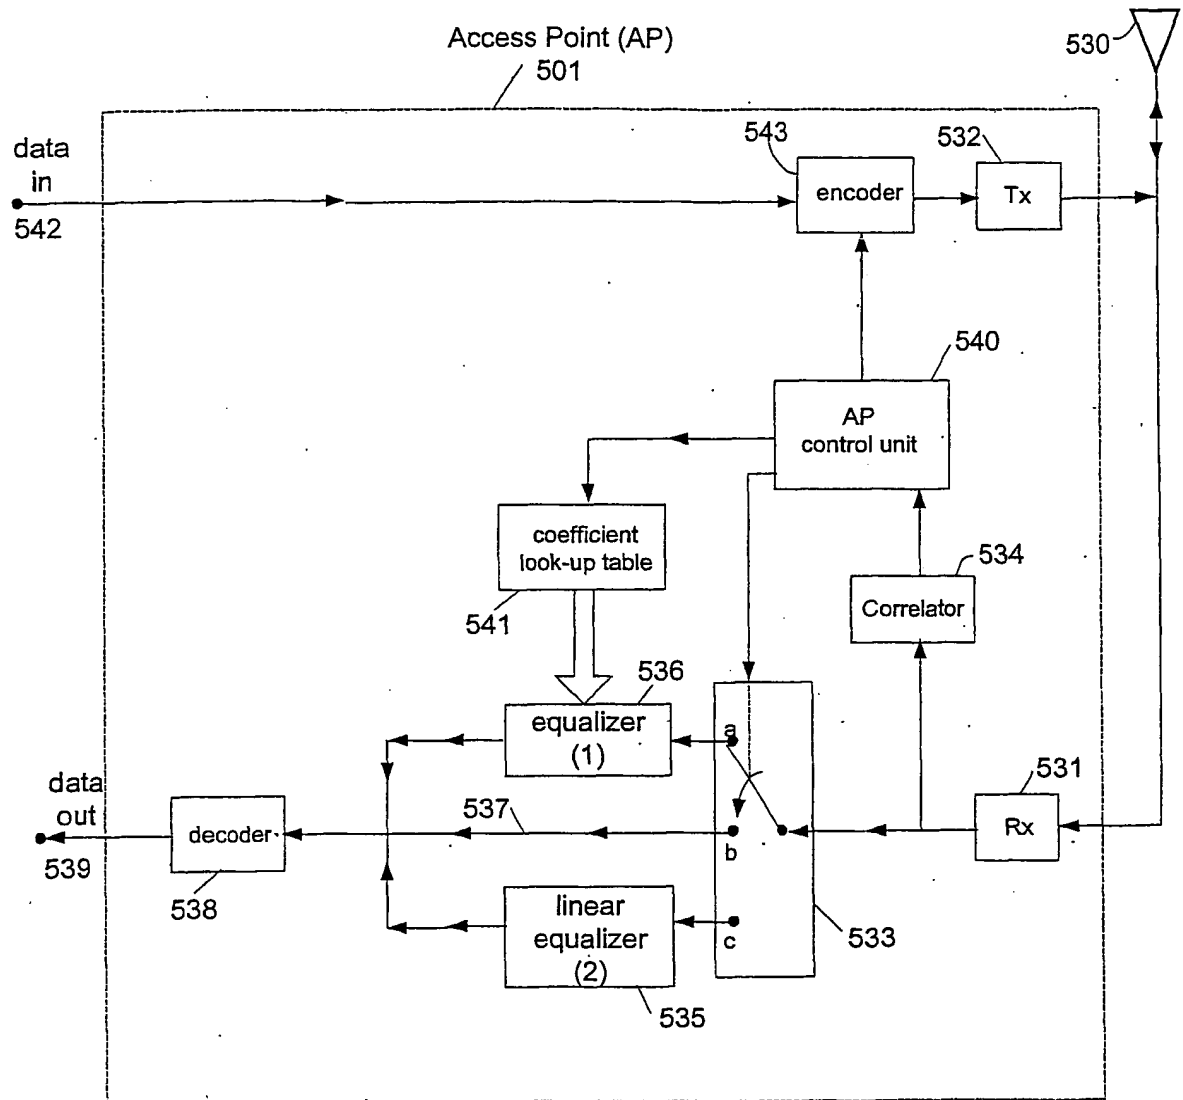 Access Point (AP)
501
530
data
in
542
543
encoder
532
Tx
540
AP
control unit
coefficient
look-up table
541
534
Correlator
536
equalizer
(1)
a
531
Rx
data
out
539
decoder
538
537
b
linear
equalizer
(2)
535
c
533